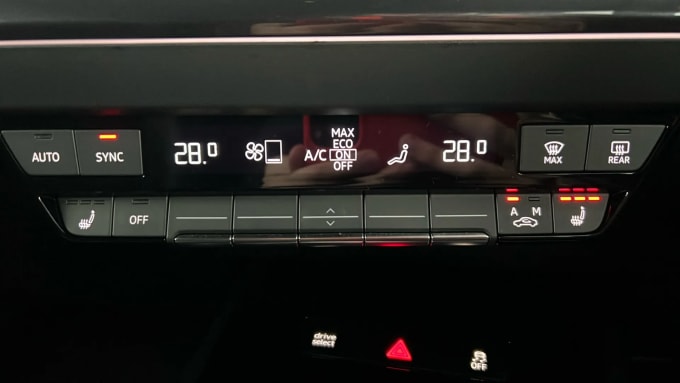 AUTO
SYNC
28.0
A/C
MAX
ECO
ON
OFF
28.0
MAX
REAR
OFF
A M
drive
select
OFF